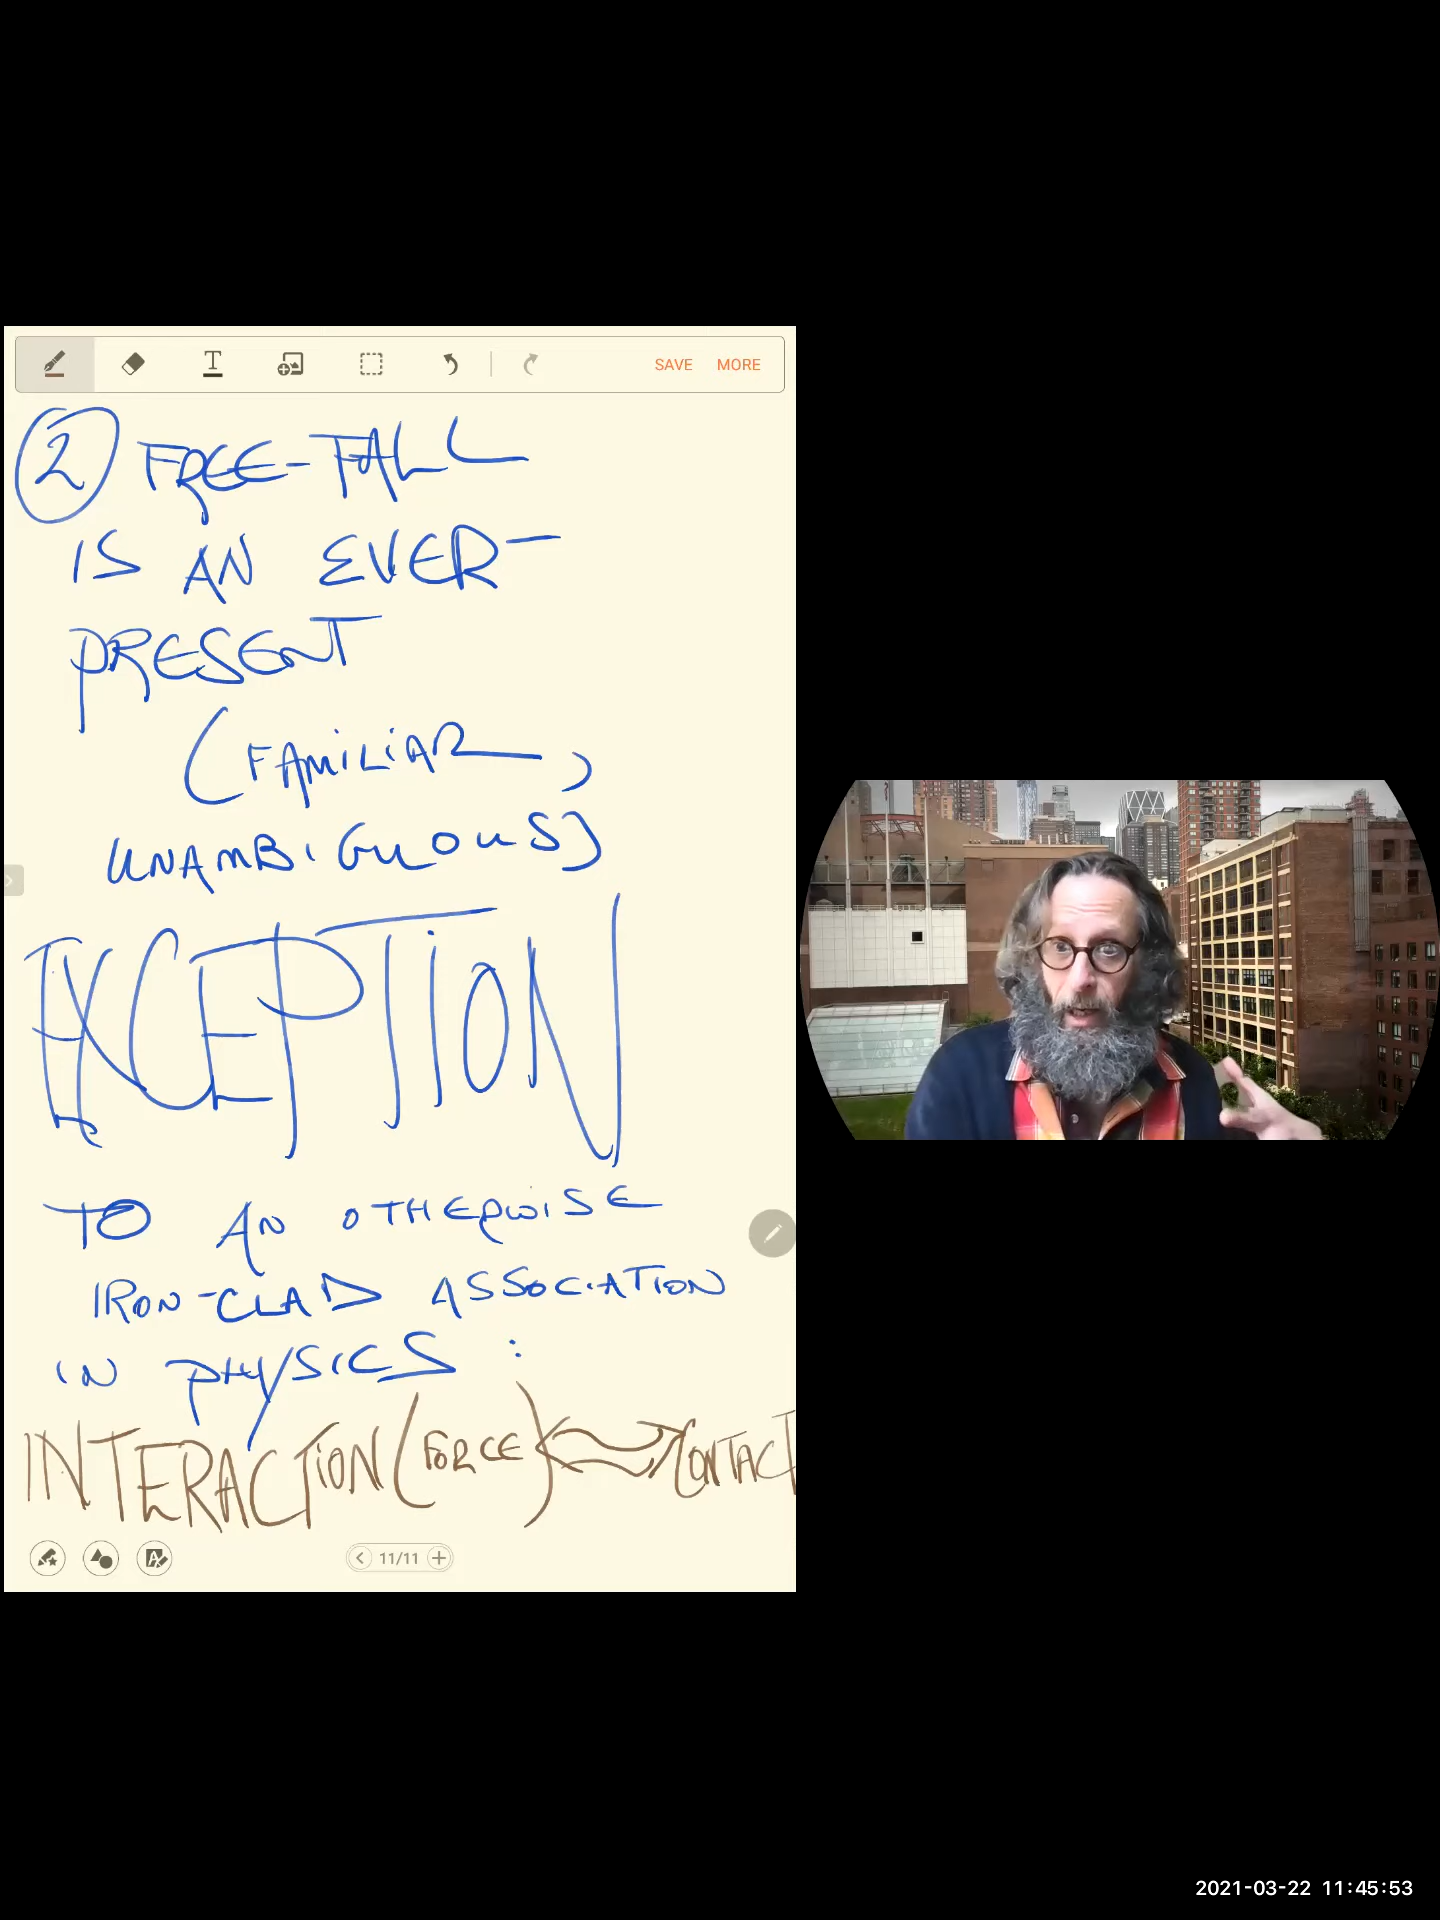 SAVE MORE
2 FREE-FALL
IS AN EVER-
PRESENT
(FAMILIAR,
UNAMBIGUOUS)
EXCEPTION
TO AN OTHERWISE
IRON-CLAD ASSOCIATION
IN PHYSICS:
INTERACTION (FORCE) CONTACT
11/11
2021-03-22 11:45:53